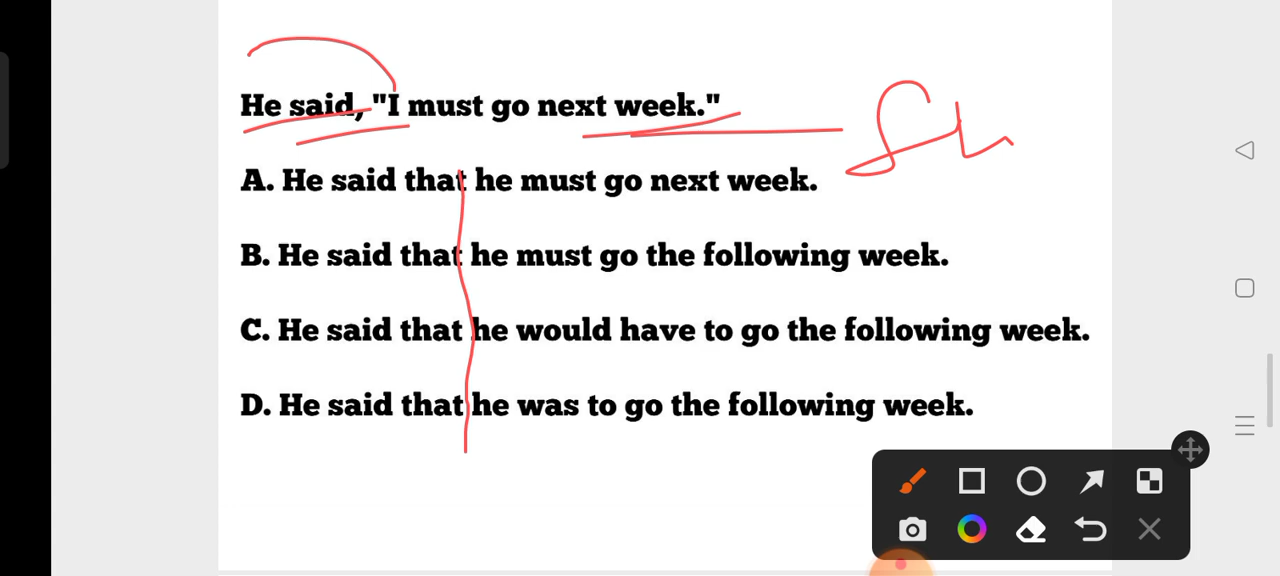 He said, "I must go next week."
A. He said that he must go next week.
B. He said that he must go the following week.
C. He said that he would have to go the following week.
D. He said that he was to go the following week.